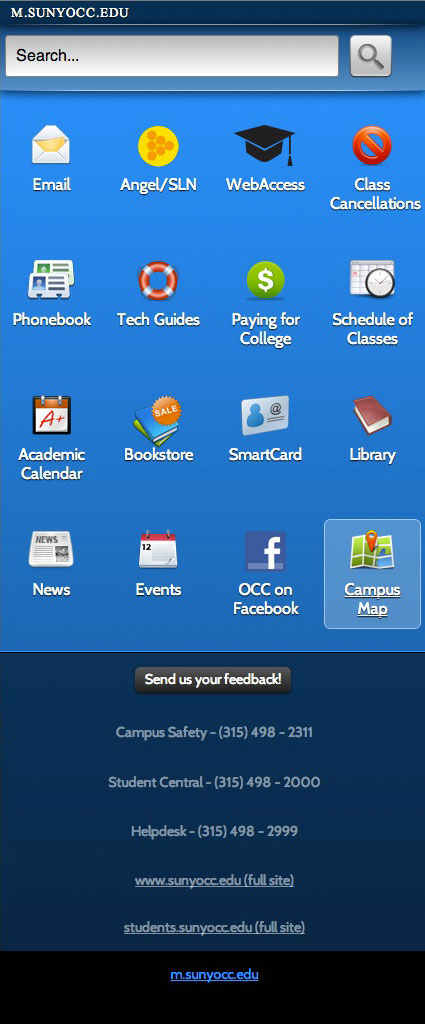 M.SUNYOCC.EDU
Search...
Email
Angel/SLN
WebAccess
Class
Cancellations
Phonebook
Tech Guides
$
Paying for
College
Schedule of
Classes
A+
Academic
Calendar
SALE
Bookstore
@
SmartCard
Library
NEWS
News
12
Events
f
OCC on
Facebook
Campus
Map
Send us your feedback!
Campus Safety - (315) 498 - 2311
Student Central - (315) 498 - 2000
Helpdesk - (315) 498 - 2999
www.sunyocc.edu (full site)
students.sunyocc.edu (full site)
m.sunyocc.edu